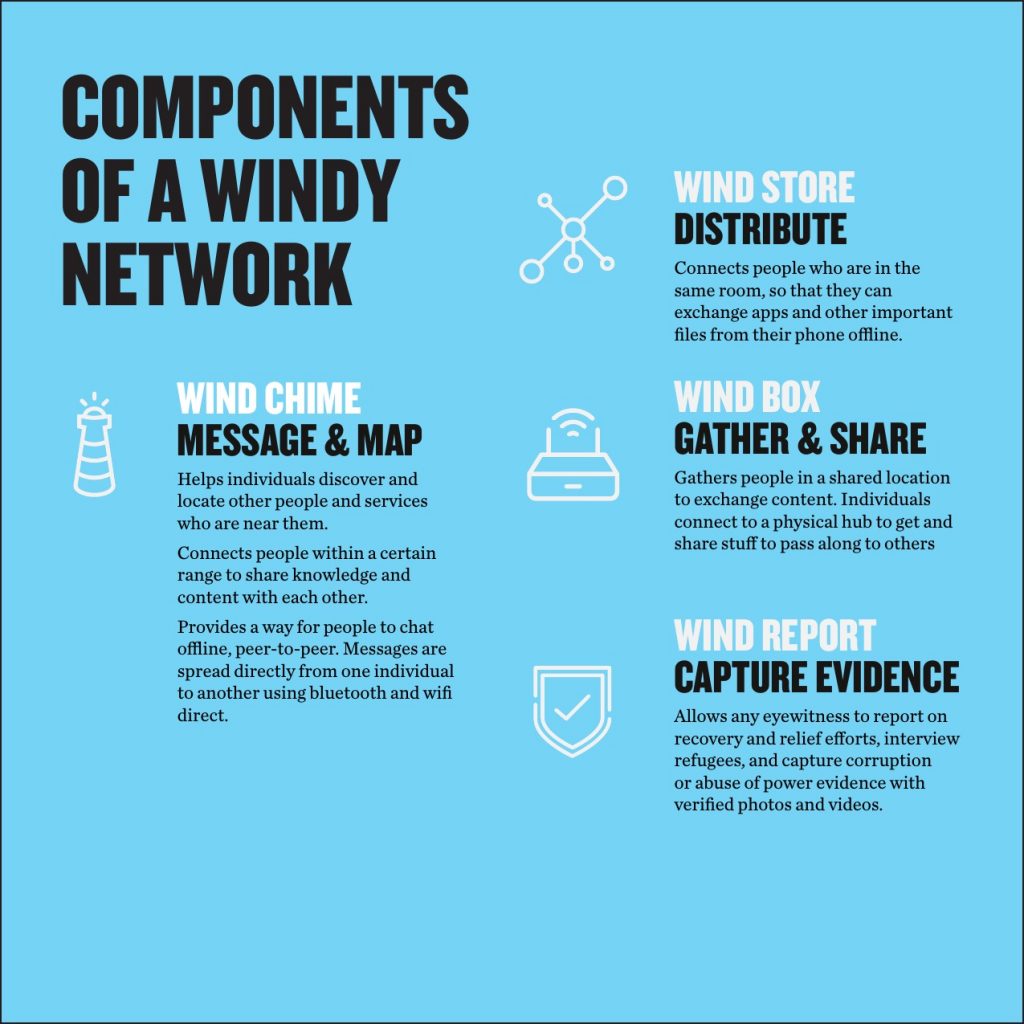 COMPONENTS
OF A WINDY
NETWORK
WIND CHIME
MESSAGE & MAP
Helps individuals discover and
locate other people and services
who are near them.
Connects people within a certain
range to share knowledge and
content with each other.
Provides a way for people to chat
offline, peer-to-peer. Messages are
spread directly from one individual
to another using bluetooth and wifi
direct.
WIND STORE
DISTRIBUTE
Connects people who are in the
same room, so that they can
exchange apps and other important
files from their phone offline.
WIND BOX
GATHER & SHARE
Gathers people in a shared location
to exchange content. Individuals
connect to a physical hub to get and
share stuff to pass along to others
WIND REPORT
CAPTURE EVIDENCE
Allows any eyewitness to report on
recovery and relief efforts, interview
refugees, and capture corruption
or abuse of power evidence with
verified photos and videos.